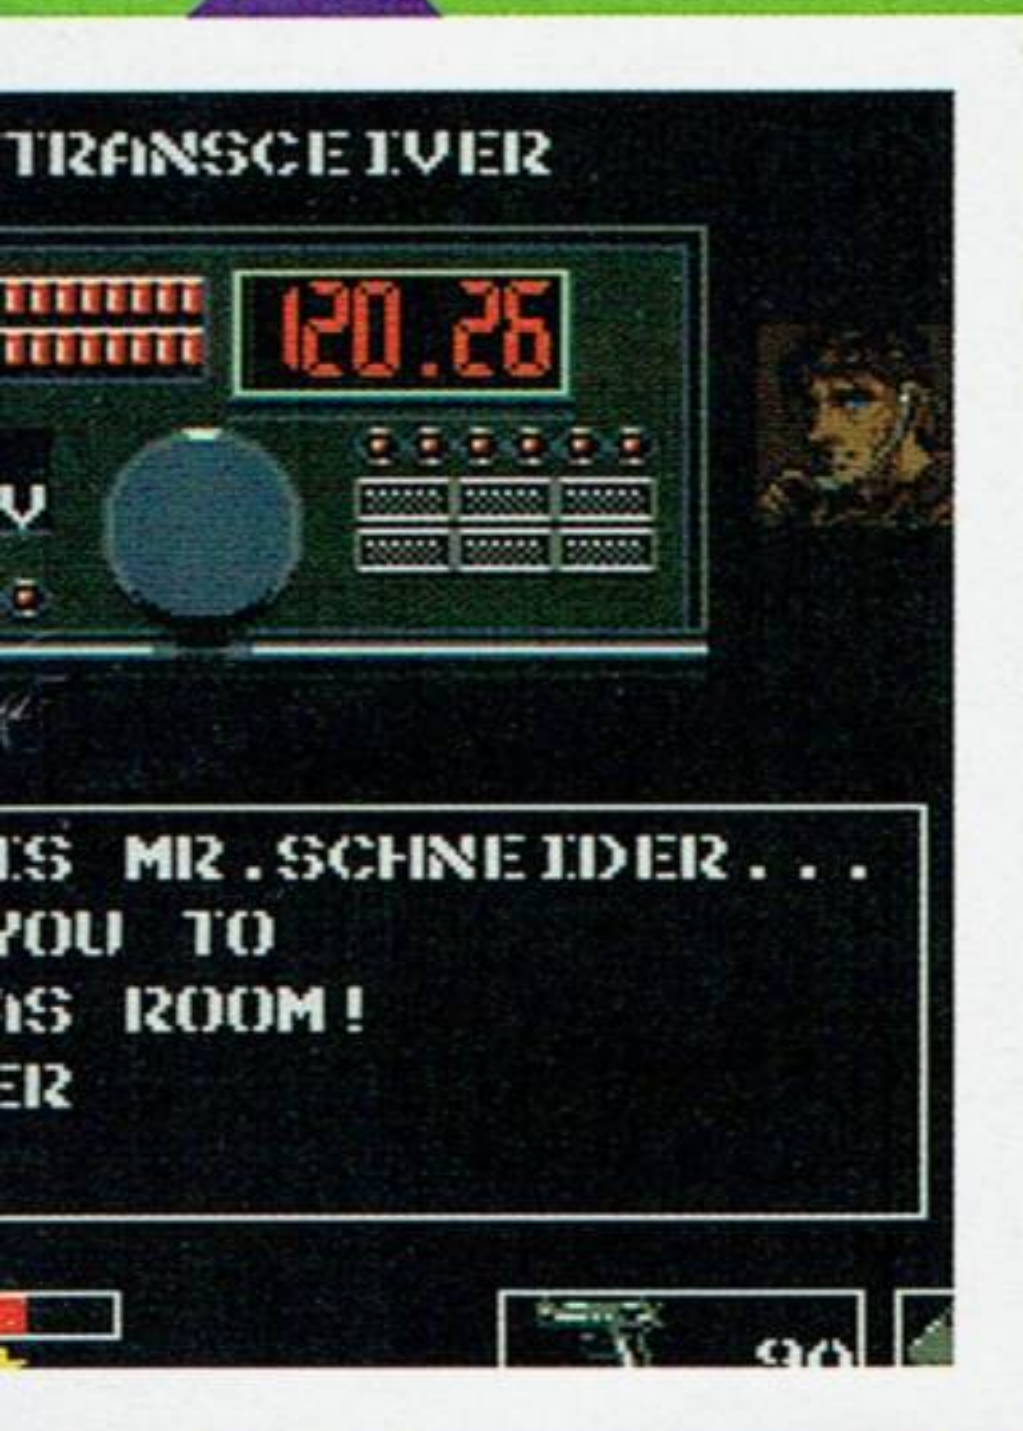 TRANSCEIVER
120.26
V
IS MR.SCHNEIDER...
YOU TO
AS ROOM!
ER
90